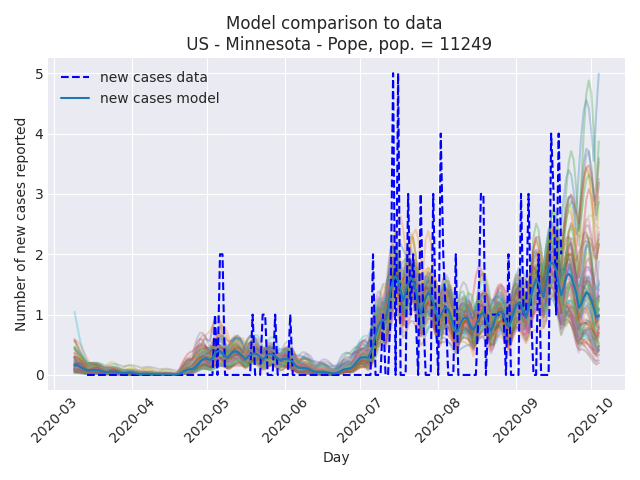 Model comparison to data
US - Minnesota - Pope, pop. = 11249
new cases data
new cases model
Number of new cases reported
5
4
3
2
1
0
2020-03
2020-04
2020-05
2020-06
2020-07
2020-08
2020-09
2020-10
Day